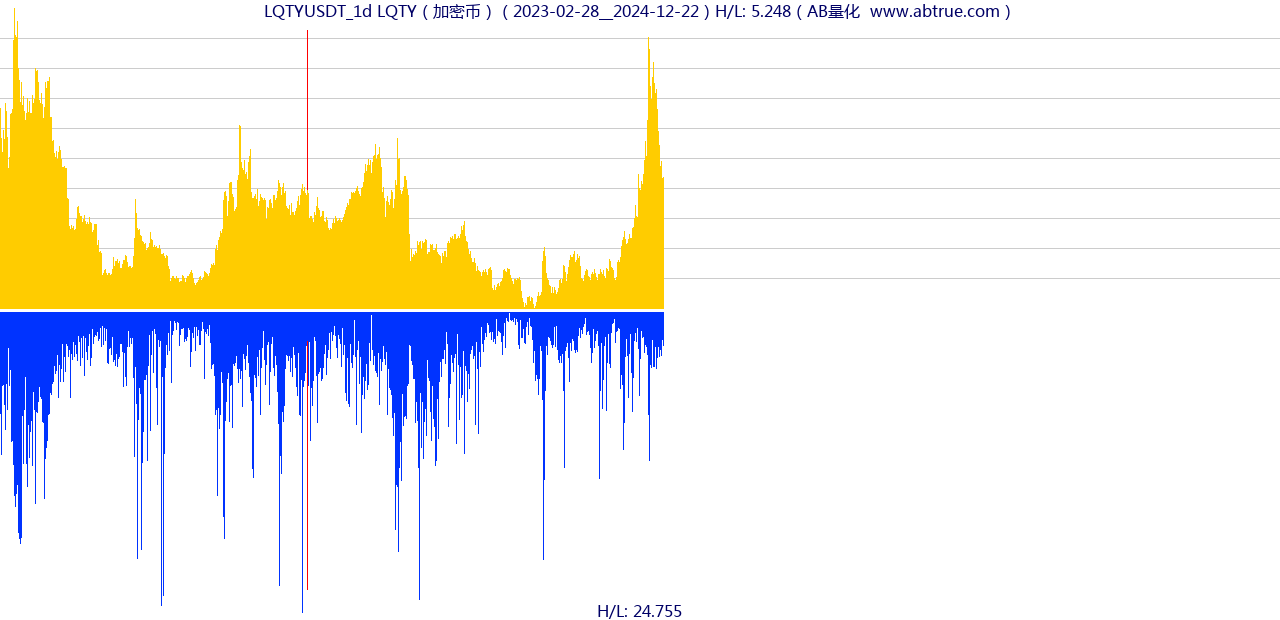 LQTYUSDT_1d LQTY（加密币）（2023-02-28__2024-12-22）H/L: 5.248（AB量化  www.abtrue.com）
H/L: 24.755